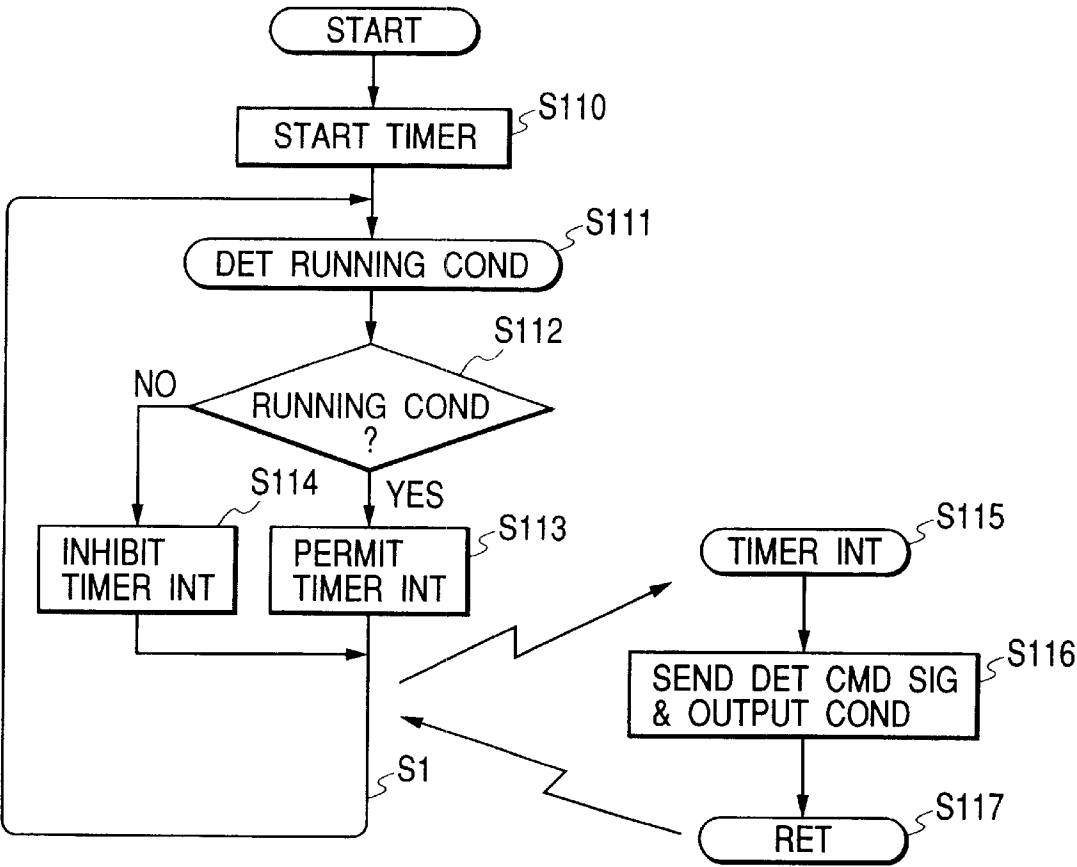 START
S110
START TIMER
S111
DET RUNNING COND
S112
NO
RUNNING COND
?
YES
S114
INHIBIT
TIMER INT
S113
PERMIT
TIMER INT
S1
S115
TIMER INT
S116
SEND DET CMD SIG
& OUTPUT COND
S117
RET